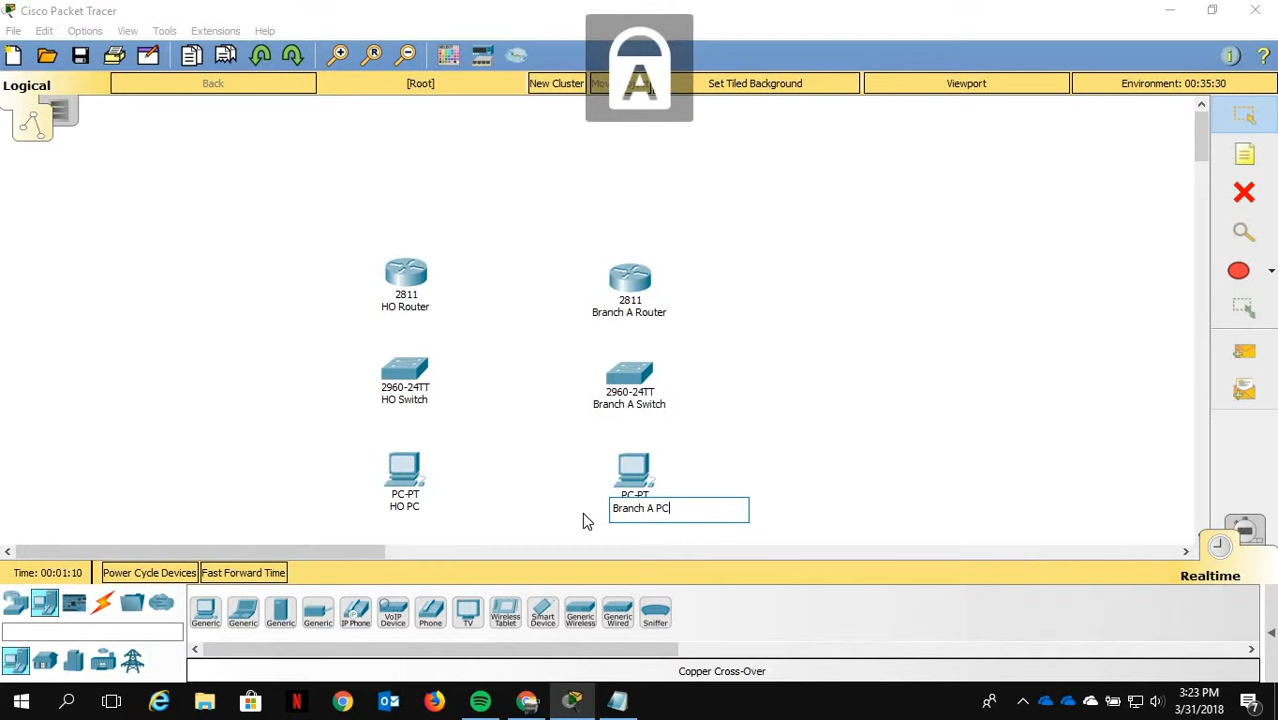 Cisco Packet Tracer
File Edit Options View Tools Extensions Help
Logical
Back
[Root]
New Cluster
Set Tiled Background
Viewport
Environment: 00:35:30
A
2811
HO Router
2811
Branch A Router
2960-24TT
HO Switch
2960-24TT
Branch A Switch
PC-PT
HO PC
PC-PT
Branch A PC
Time: 00:01:10
Power Cycle Devices
Fast Forward Time
Realtime
Generic Generic Generic Generic IP Phone VoIP Device Phone TV Wireless Tablet Smart Device Generic Wireless Generic Wired Sniffer
Copper Cross-Over
3:23 PM
3/31/2018
7